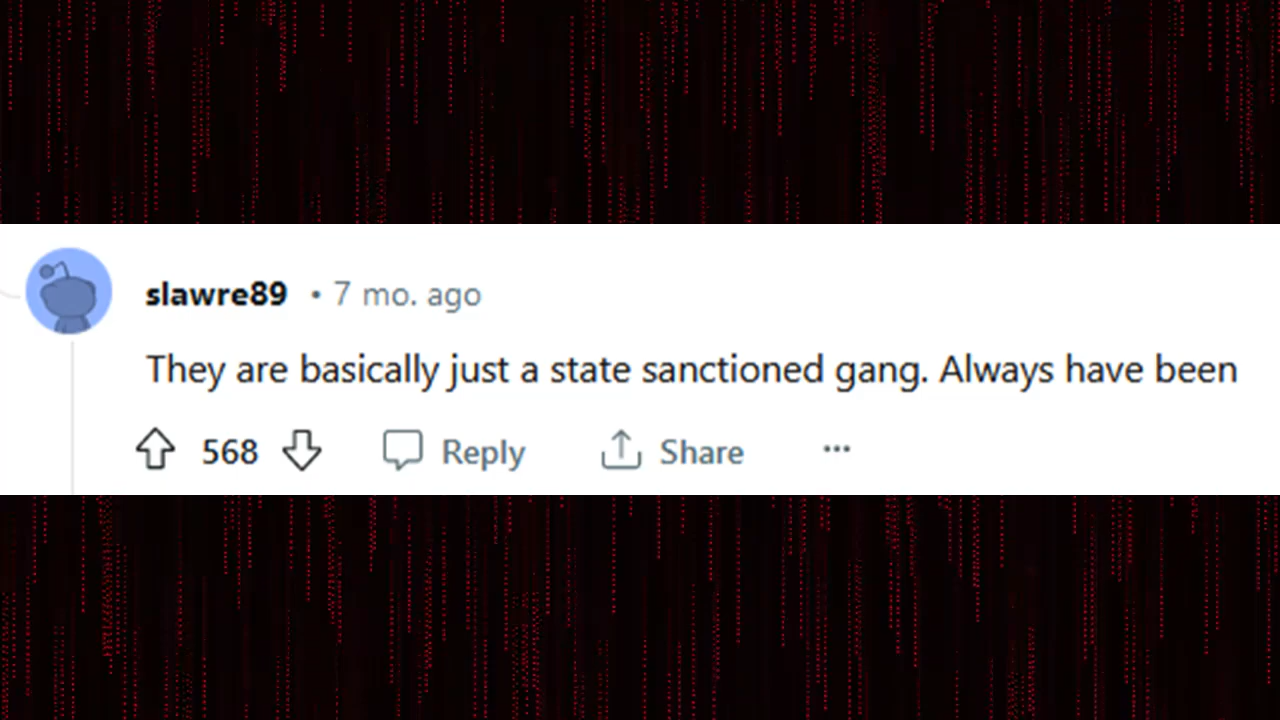 slawre89 • 7 mo. ago
They are basically just a state sanctioned gang. Always have been
568 Reply Share ...